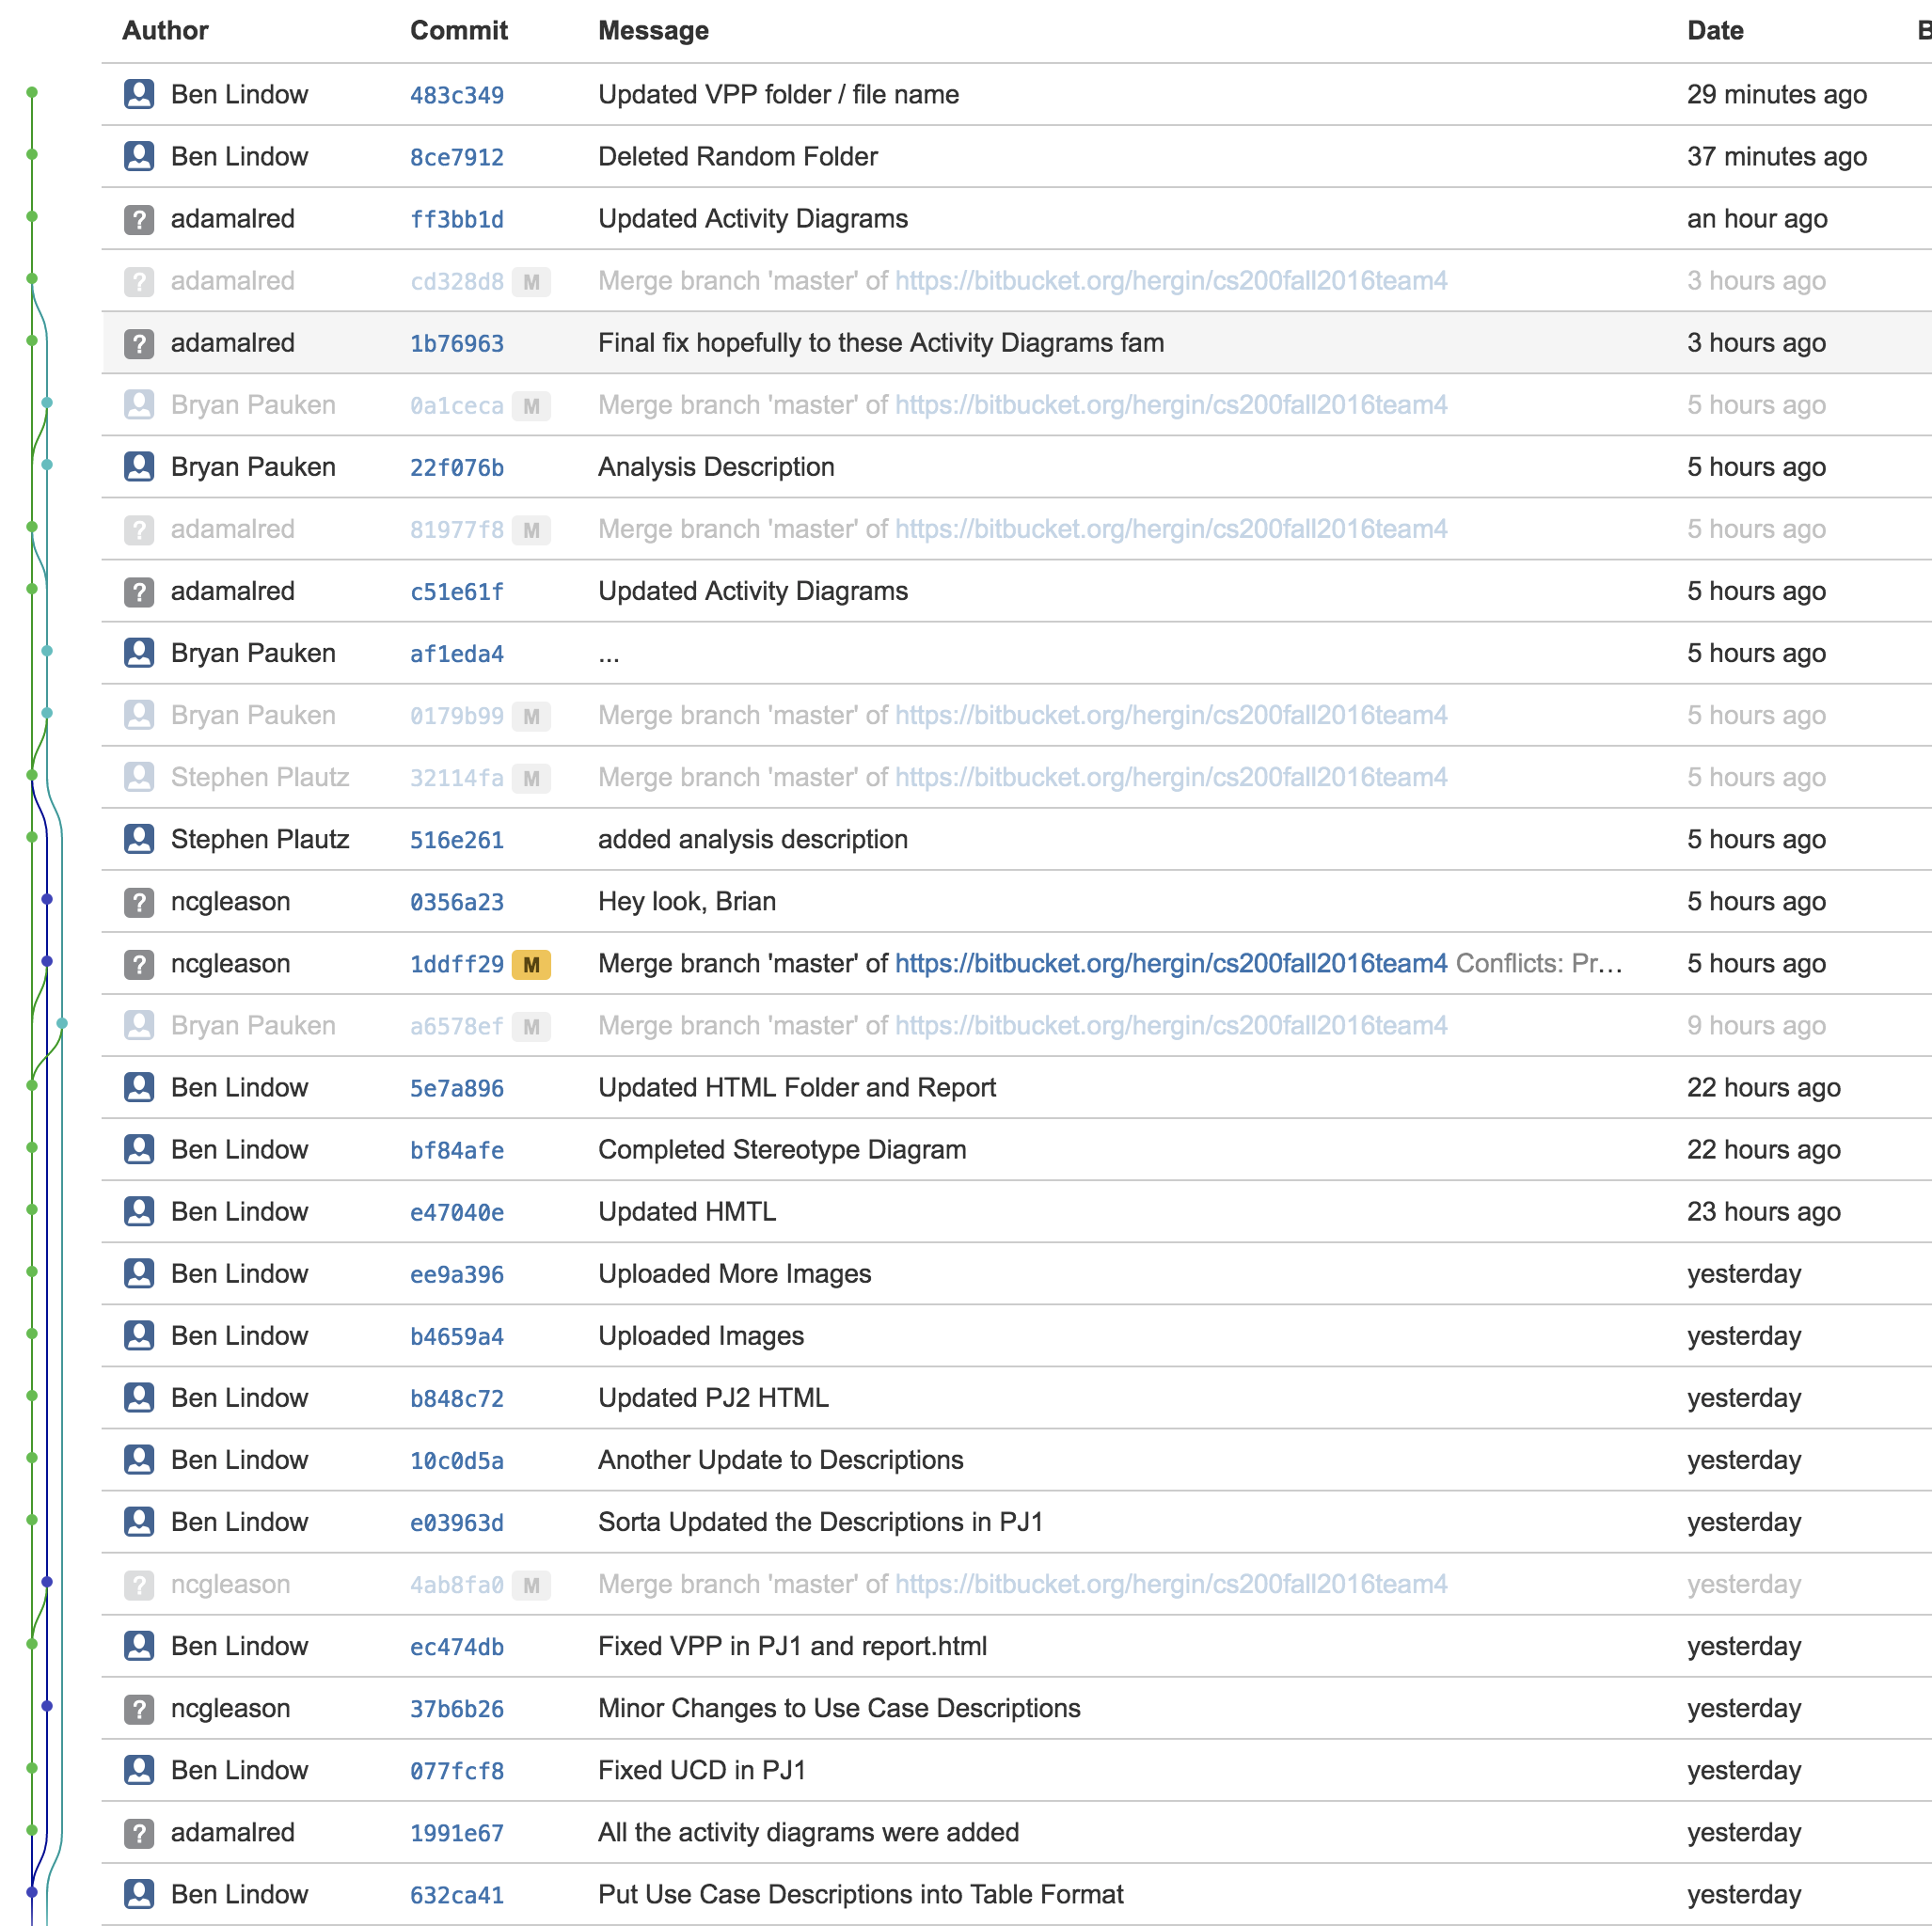 Author Commit Message Date B
Ben Lindow 483c349 Updated VPP folder / file name 29 minutes ago
Ben Lindow 8ce7912 Deleted Random Folder 37 minutes ago
? adamalred ff3bb1d Updated Activity Diagrams an hour ago
? adamalred cd328d8 M Merge branch 'master' of https://bitbucket.org/hergin/cs200fall2016team4 3 hours ago
? adamalred 1b76963 Final fix hopefully to these Activity Diagrams fam 3 hours ago
Bryan Pauken 0a1ceca M Merge branch 'master' of https://bitbucket.org/hergin/cs200fall2016team4 5 hours ago
Bryan Pauken 22f076b Analysis Description 5 hours ago
? adamalred 81977f8 M Merge branch 'master' of https://bitbucket.org/hergin/cs200fall2016team4 5 hours ago
? adamalred c51e61f Updated Activity Diagrams 5 hours ago
Bryan Pauken af1eda4 ... 5 hours ago
Bryan Pauken 0179b99 M Merge branch 'master' of https://bitbucket.org/hergin/cs200fall2016team4 5 hours ago
Stephen Plautz 32114fa M Merge branch 'master' of https://bitbucket.org/hergin/cs200fall2016team4 5 hours ago
Stephen Plautz 516e261 added analysis description 5 hours ago
? ncgleason 0356a23 Hey look, Brian 5 hours ago
? ncgleason 1ddff29 M Merge branch 'master' of https://bitbucket.org/hergin/cs200fall2016team4 Conflicts: Pr... 5 hours ago
Bryan Pauken a6578ef M Merge branch 'master' of https://bitbucket.org/hergin/cs200fall2016team4 9 hours ago
Ben Lindow 5e7a896 Updated HTML Folder and Report 22 hours ago
Ben Lindow bf84afe Completed Stereotype Diagram 22 hours ago
Ben Lindow e47040e Updated HMTL 23 hours ago
Ben Lindow ee9a396 Uploaded More Images yesterday
Ben Lindow b4659a4 Uploaded Images yesterday
Ben Lindow b848c72 Updated PJ2 HTML yesterday
Ben Lindow 10c0d5a Another Update to Descriptions yesterday
Ben Lindow e03963d Sorta Updated the Descriptions in PJ1 yesterday
? ncgleason 4ab8fa0 M Merge branch 'master' of https://bitbucket.org/hergin/cs200fall2016team4 yesterday
Ben Lindow ec474db Fixed VPP in PJ1 and report.html yesterday
? ncgleason 37b6b26 Minor Changes to Use Case Descriptions yesterday
Ben Lindow 077fcf8 Fixed UCD in PJ1 yesterday
? adamalred 1991e67 All the activity diagrams were added yesterday
Ben Lindow 632ca41 Put Use Case Descriptions into Table Format yesterday